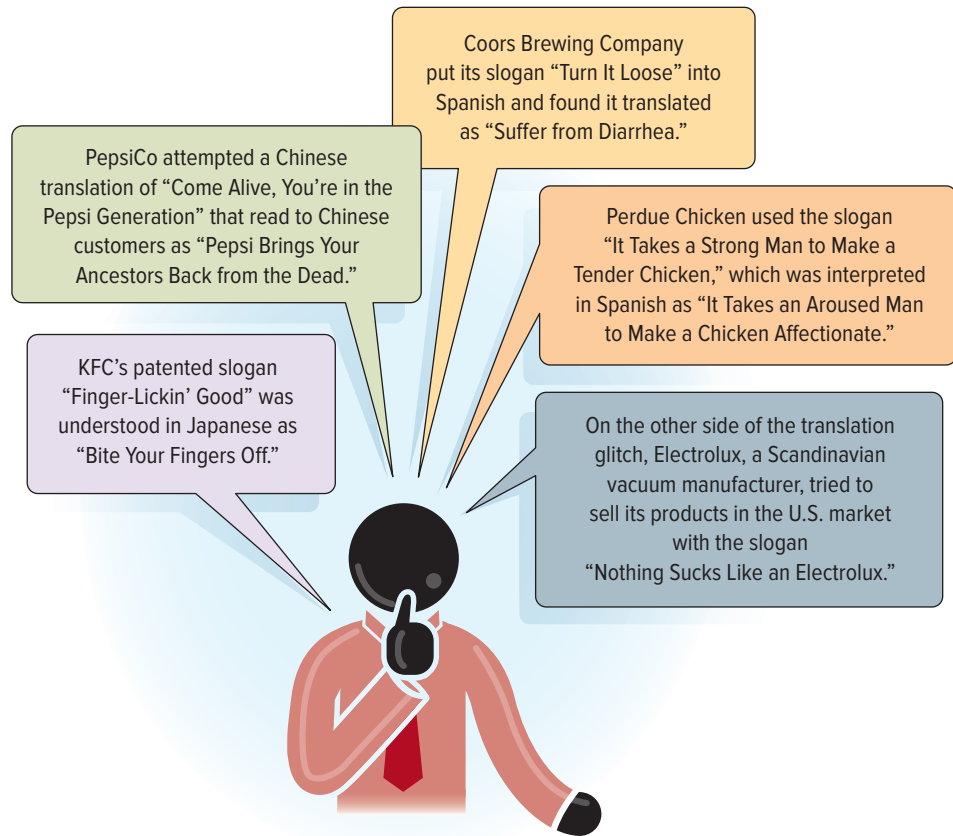 Coors Brewing Company
put its slogan “Turn It Loose” into
Spanish and found it translated
as “Suffer from Diarrhea.”
PepsiCo attempted a Chinese
translation of “Come Alive, You’re in the
Pepsi Generation” that read to Chinese
customers as “Pepsi Brings Your
Ancestors Back from the Dead.”
Perdue Chicken used the slogan
“It Takes a Strong Man to Make a
Tender Chicken,” which was interpreted
in Spanish as “It Takes an Aroused Man
to Make a Chicken Affectionate.”
KFC’s patented slogan
“Finger-Lickin’ Good” was
understood in Japanese as
“Bite Your Fingers Off.”
On the other side of the translation
glitch, Electrolux, a Scandinavian
vacuum manufacturer, tried to
sell its products in the U.S. market
with the slogan
“Nothing Sucks Like an Electrolux.”